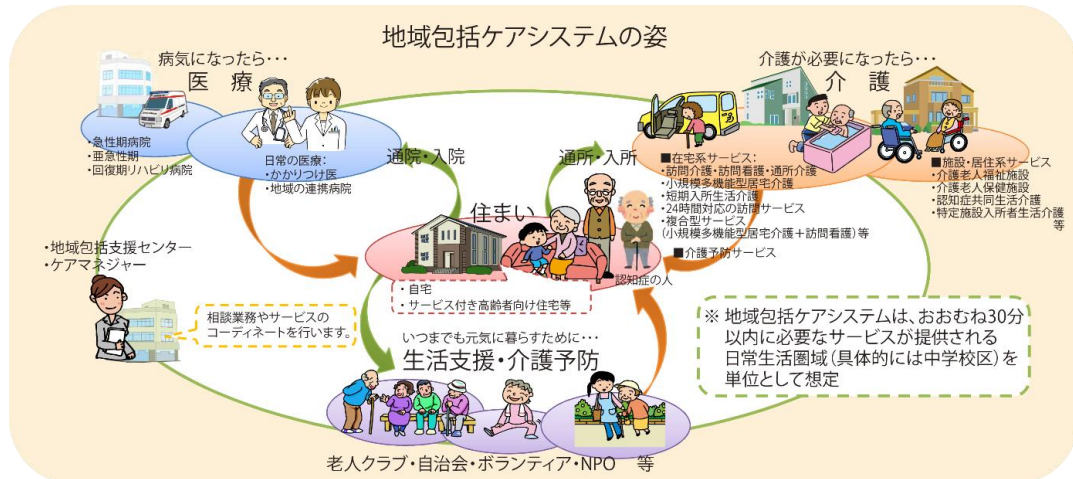 地域包括ケアシステムの姿
病気になったら･･･
医 療
・急性期病院
・亜急性期
・回復期リハビリ病院
日常の医療：
・かかりつけ医
・地域の連携病院
通院・入院
通所・入所
介護が必要になったら･･･
介 護
■在宅系サービス：
・訪問介護・訪問看護・通所介護
・小規模多機能型居宅介護
・短期入所生活介護
・24時間対応の訪問サービス
・複合型サービス
（小規模多機能型居宅介護＋訪問看護）等
■介護予防サービス
■施設・居住系サービス
・介護老人福祉施設
・介護老人保健施設
・認知症共同生活介護
・特定施設入所者生活介護
等
住まい
・自宅
・サービス付き高齢者向け住宅等
認知症の人
・地域包括支援センター
・ケアマネジャー
相談業務やサービスの
コーディネートを行います。
いつまでも元気に暮らすために･･･
生活支援・介護予防
老人クラブ・自治会・ボランティア・NPO 等
※ 地域包括ケアシステムは、おおむね30分
以内に必要なサービスが提供される
日常生活圏域（具体的には中学校区）を
単位として想定